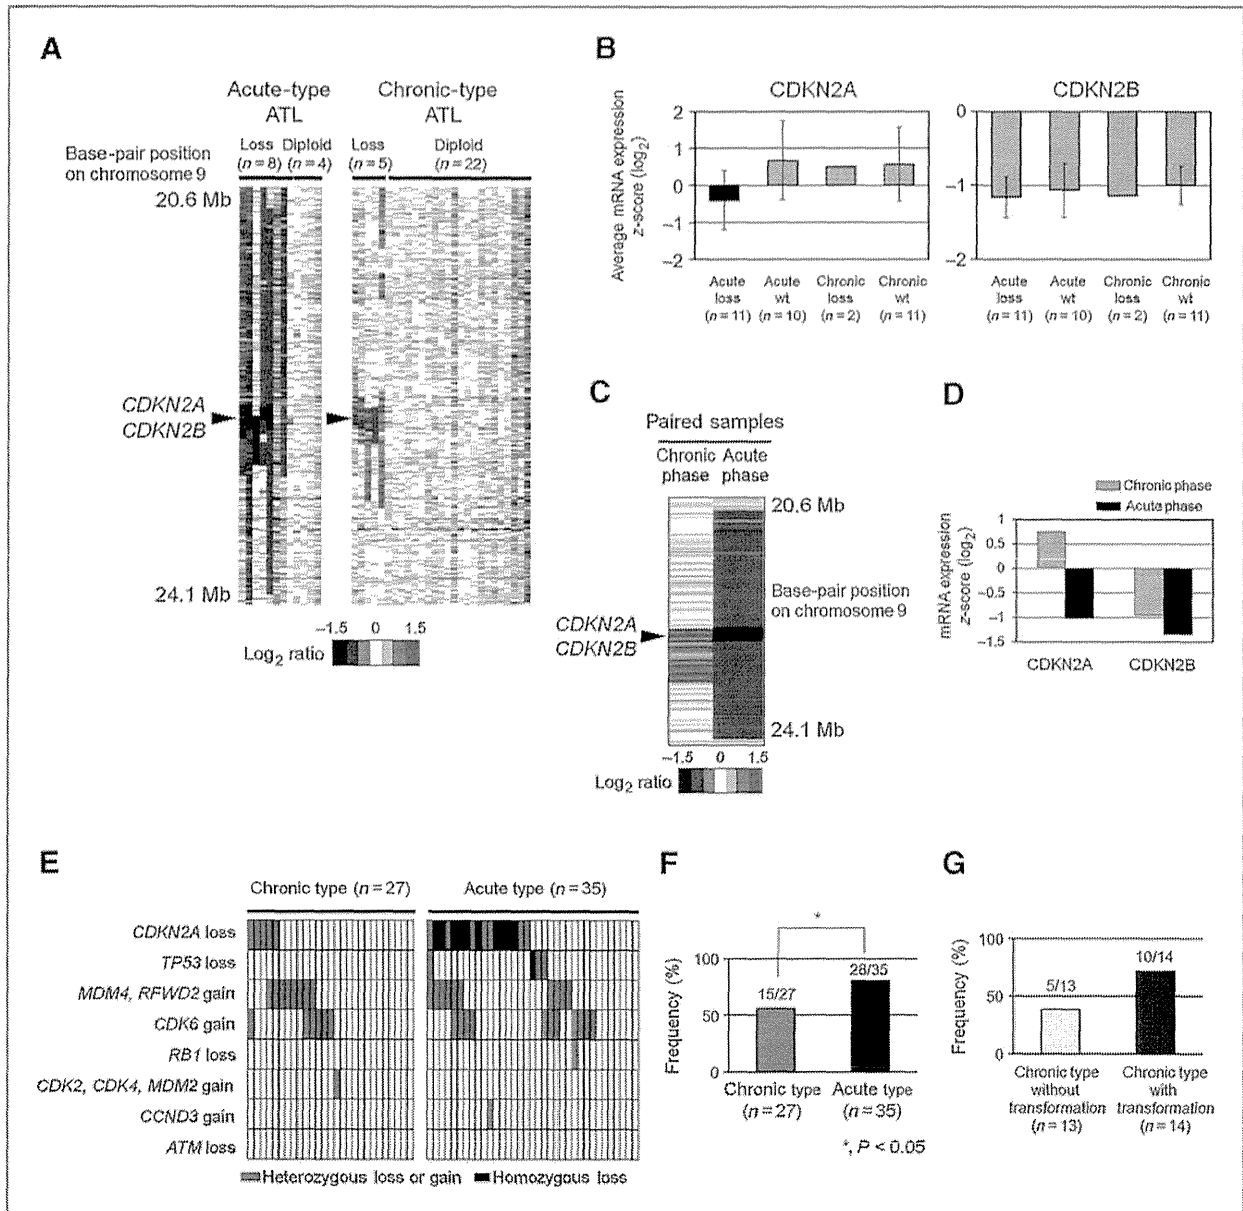 A
Acute-type
ATL
Chronic-type
ATL
Base-pair position
on chromosome 9
Loss
(n = 8)
Diploid
(n = 4)
Loss
(n = 5)
Diploid
(n = 22)
20.6 Mb
CDKN2A
CDKN2B
24.1 Mb
–1.5 0 1.5
Log2 ratio
B
CDKN2A
CDKN2B
Average mRNA expression
z-score (log2)
2
1
0
–1
–2
0
–1
–2
Acute
loss
(n = 11)
Acute
wt
(n = 10)
Chronic
loss
(n = 2)
Chronic
wt
(n = 11)
Acute
loss
(n = 11)
Acute
wt
(n = 10)
Chronic
loss
(n = 2)
Chronic
wt
(n = 11)
C
Paired samples
Chronic
phase
Acute
phase
20.6 Mb
Base-pair position
on chromosome 9
CDKN2A
CDKN2B
24.1 Mb
–1.5 0 1.5
Log2 ratio
D
Chronic phase
Acute phase
mRNA expression
z-score (log2)
1
0.5
0
–0.5
–1
–1.5
CDKN2A CDKN2B
E
Chronic type (n = 27)
Acute type (n = 35)
CDKN2A loss
TP53 loss
MDM4, RFWD2 gain
CDK6 gain
RB1 loss
CDK2, CDK4, MDM2 gain
CCND3 gain
ATM loss
Heterozygous loss or gain
Homozygous loss
F
Frequency (%)
100
50
0
*
15/27
28/35
Chronic type
(n = 27)
Acute type
(n = 35)
*, P < 0.05
G
Frequency (%)
100
50
0
5/13
10/14
Chronic type
without
transformation
(n = 13)
Chronic type
with
transformation
(n = 14)